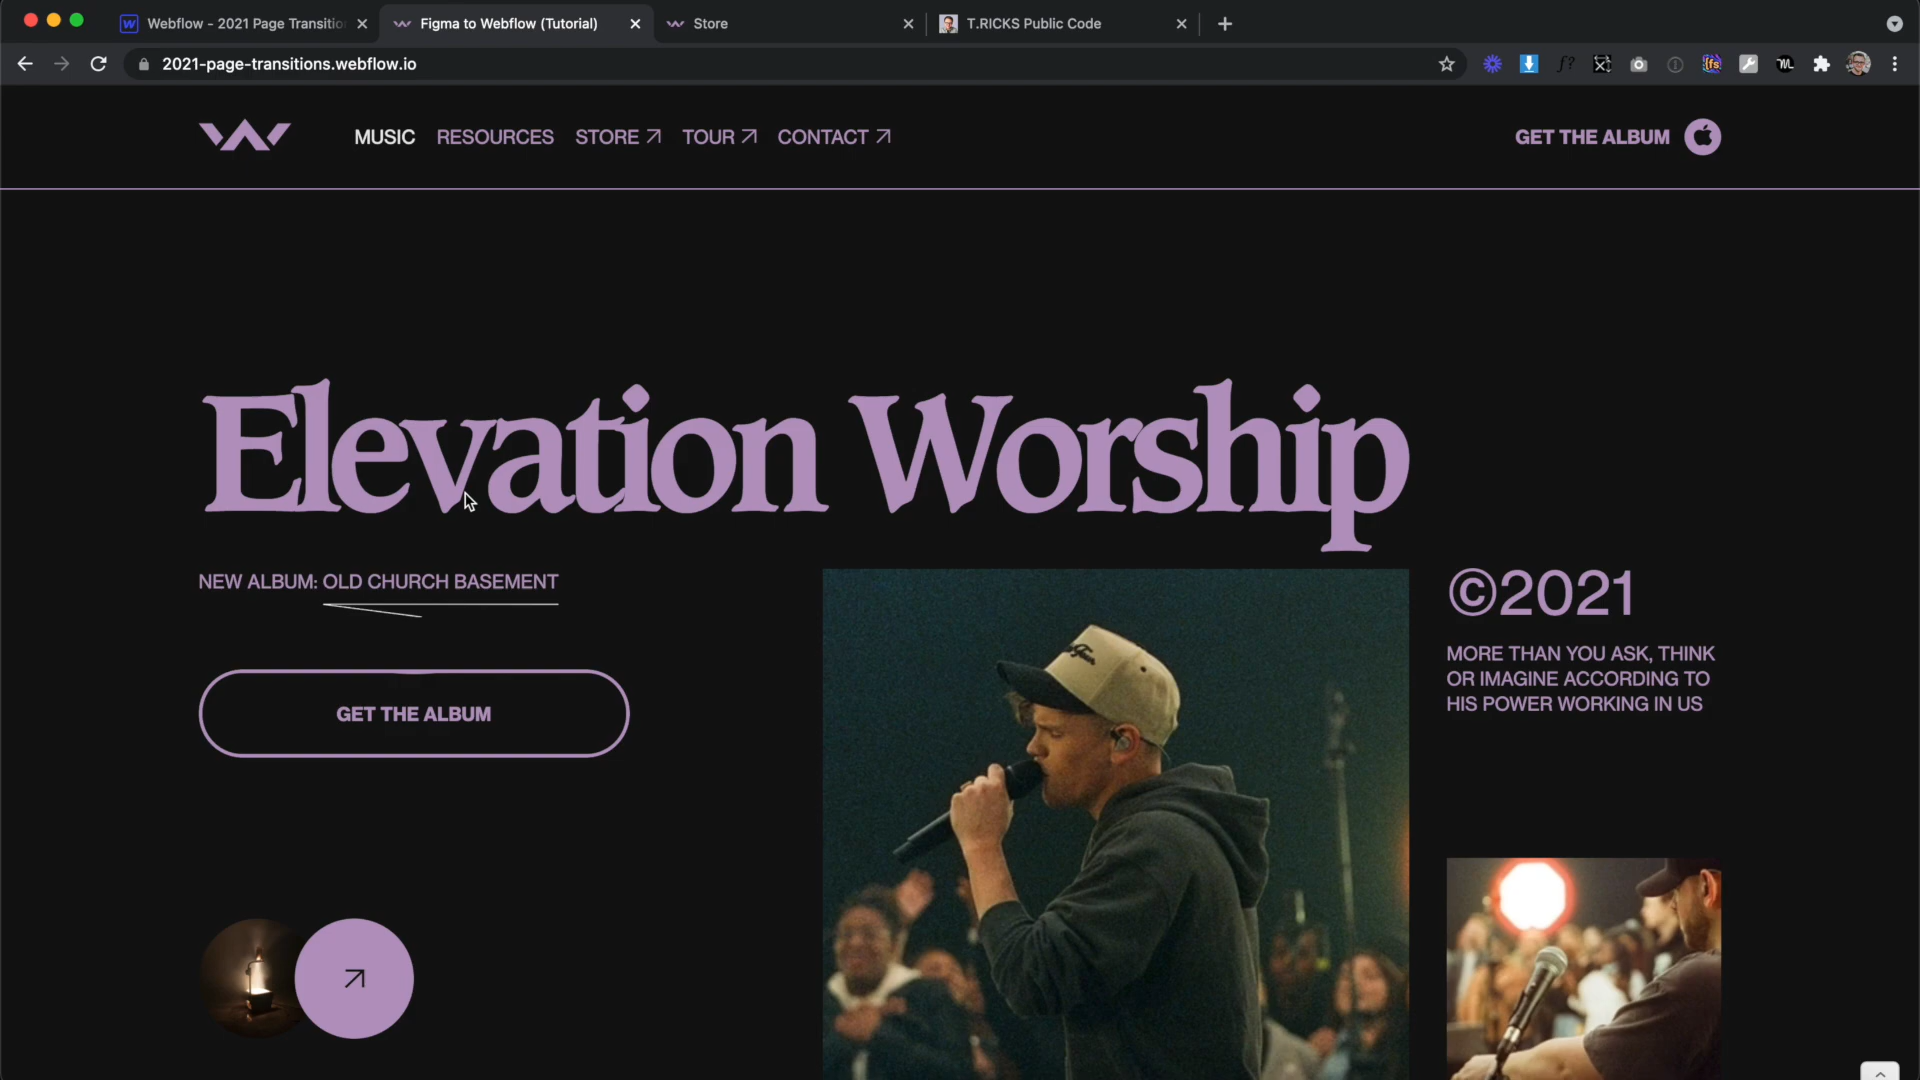 Webflow - 2021 Page Transition
Figma to Webflow (Tutorial)
Store
T.RICKS Public Code
2021-page-transitions.webflow.io
MUSIC
RESOURCES
STORE
TOUR
CONTACT
GET THE ALBUM
Elevation Worship
NEW ALBUM: OLD CHURCH BASEMENT
GET THE ALBUM
©2021
MORE THAN YOU ASK, THINK
OR IMAGINE ACCORDING TO
HIS POWER WORKING IN US